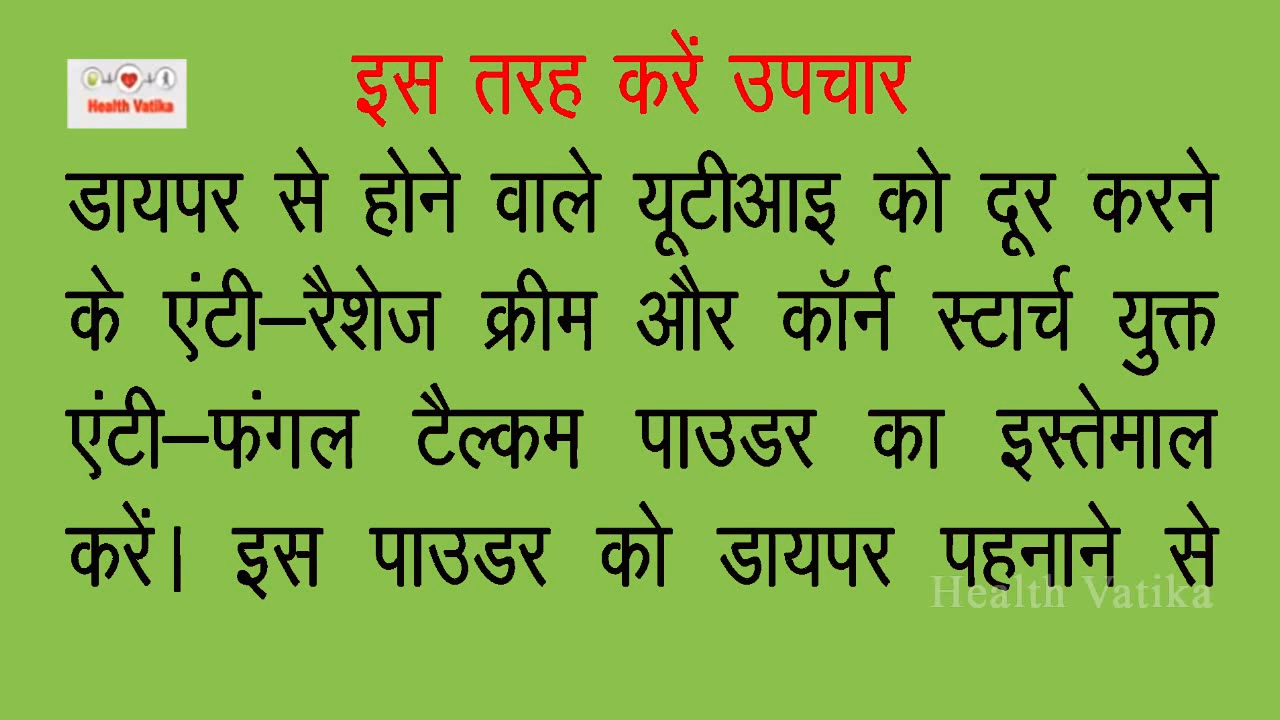 Health Vatika
इस तरह करें उपचार
डायपर से होने वाले यूटीआइ को दूर करने
के एंटी–रैशेज क्रीम और कॉर्न स्टार्च युक्त
एंटी–फंगल टैल्कम पाउडर का इस्तेमाल
करें। इस पाउडर को डायपर पहनाने से
Health Vatika